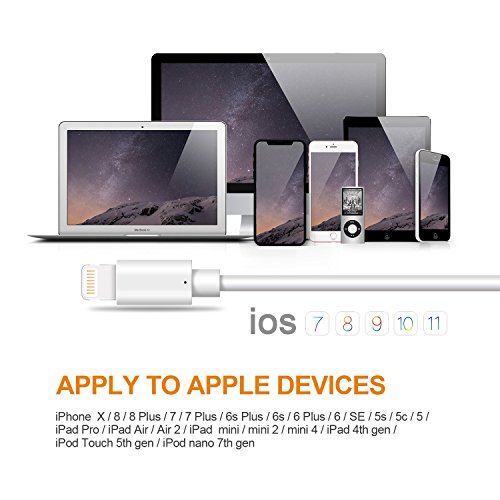 MacBook Air
ios 7 8 9 10 11
APPLY TO APPLE DEVICES
iPhone X / 8 / 8 Plus / 7 / 7 Plus / 6s Plus / 6s / 6 Plus / 6 / SE / 5s / 5c / 5 /
iPad Pro / iPad Air / Air 2 / iPad mini / mini 2 / mini 4 / iPad 4th gen /
iPod Touch 5th gen / iPod nano 7th gen